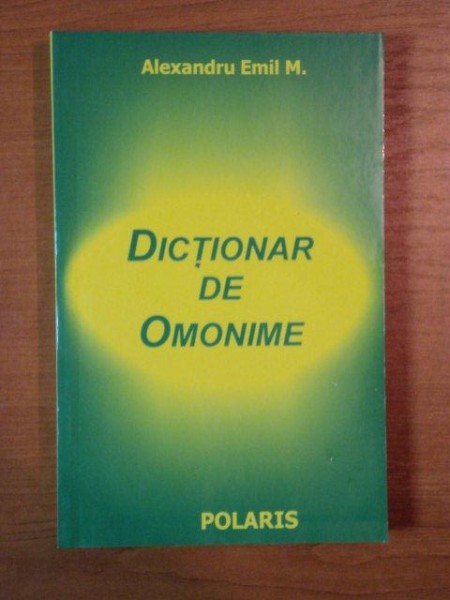 Alexandru Emil M.
DICȚIONAR
DE
OMONIME
POLARIS